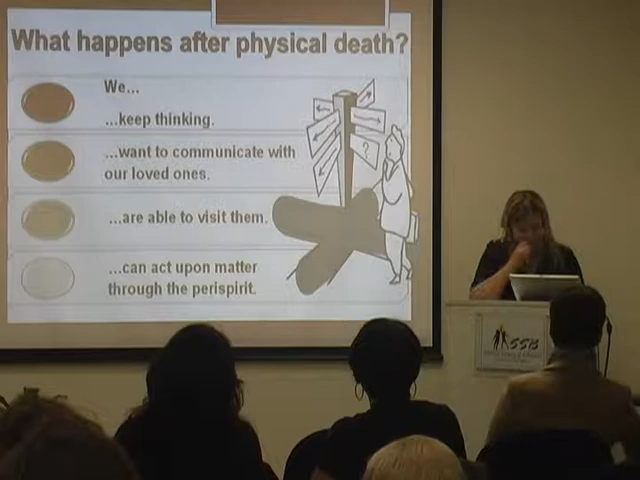 What happens after physical death?
We...
...keep thinking.
...want to communicate with
our loved ones.
...are able to visit them.
...can act upon matter
through the perispirit.
?
SSB